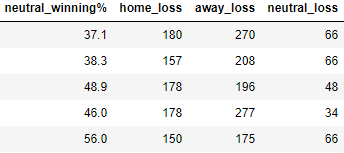 neutral_winning% home_loss away_loss neutral_loss
37.1 180 270 66
38.3 157 208 66
48.9 178 196 48
46.0 178 277 34
56.0 150 175 66